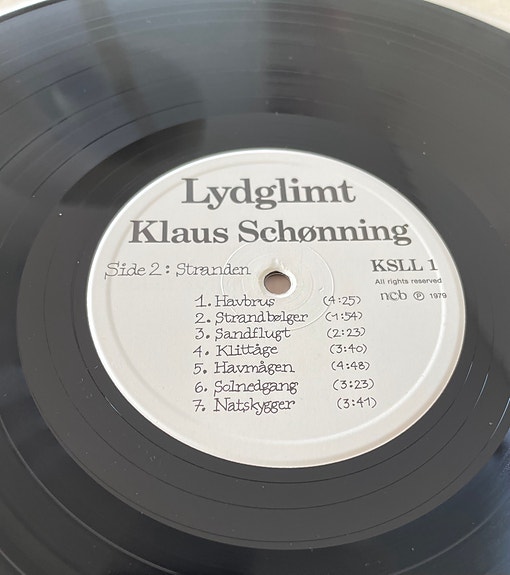 Lydglimt
Klaus Schønning
Side 2: Stranden KSLL 1
All rights reserved
ncb Ⓟ 1979
1. Havbrus (4:25)
2. Strandbølger (1:54)
3. Sandflugt (2:23)
4. Klittåge (3:40)
5. Havmågen (4:48)
6. Solnedgang (3:23)
7. Natskygger (3:41)